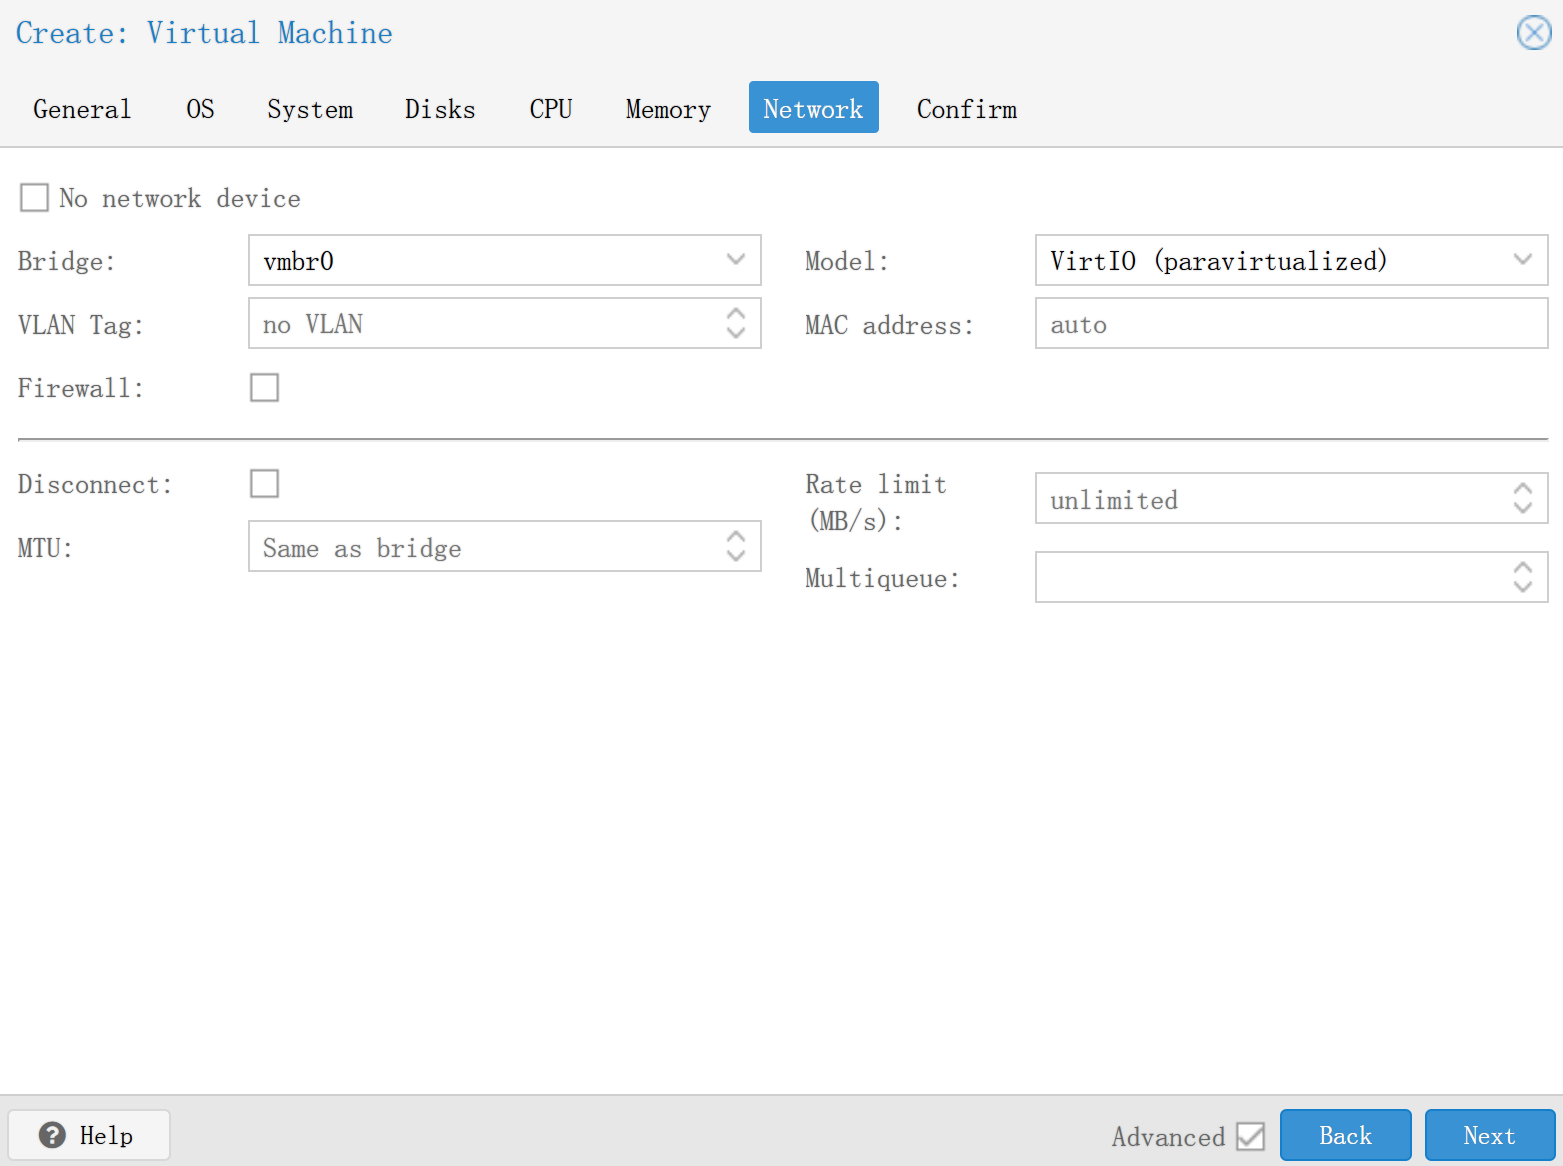 Create: Virtual Machine
General OS System Disks CPU Memory Network Confirm
No network device
Bridge: vmbr0 Model: VirtIO (paravirtualized)
VLAN Tag: no VLAN MAC address: auto
Firewall:
Disconnect: Rate limit (MB/s): unlimited
MTU: Same as bridge Multiqueue:
Help Advanced Back Next